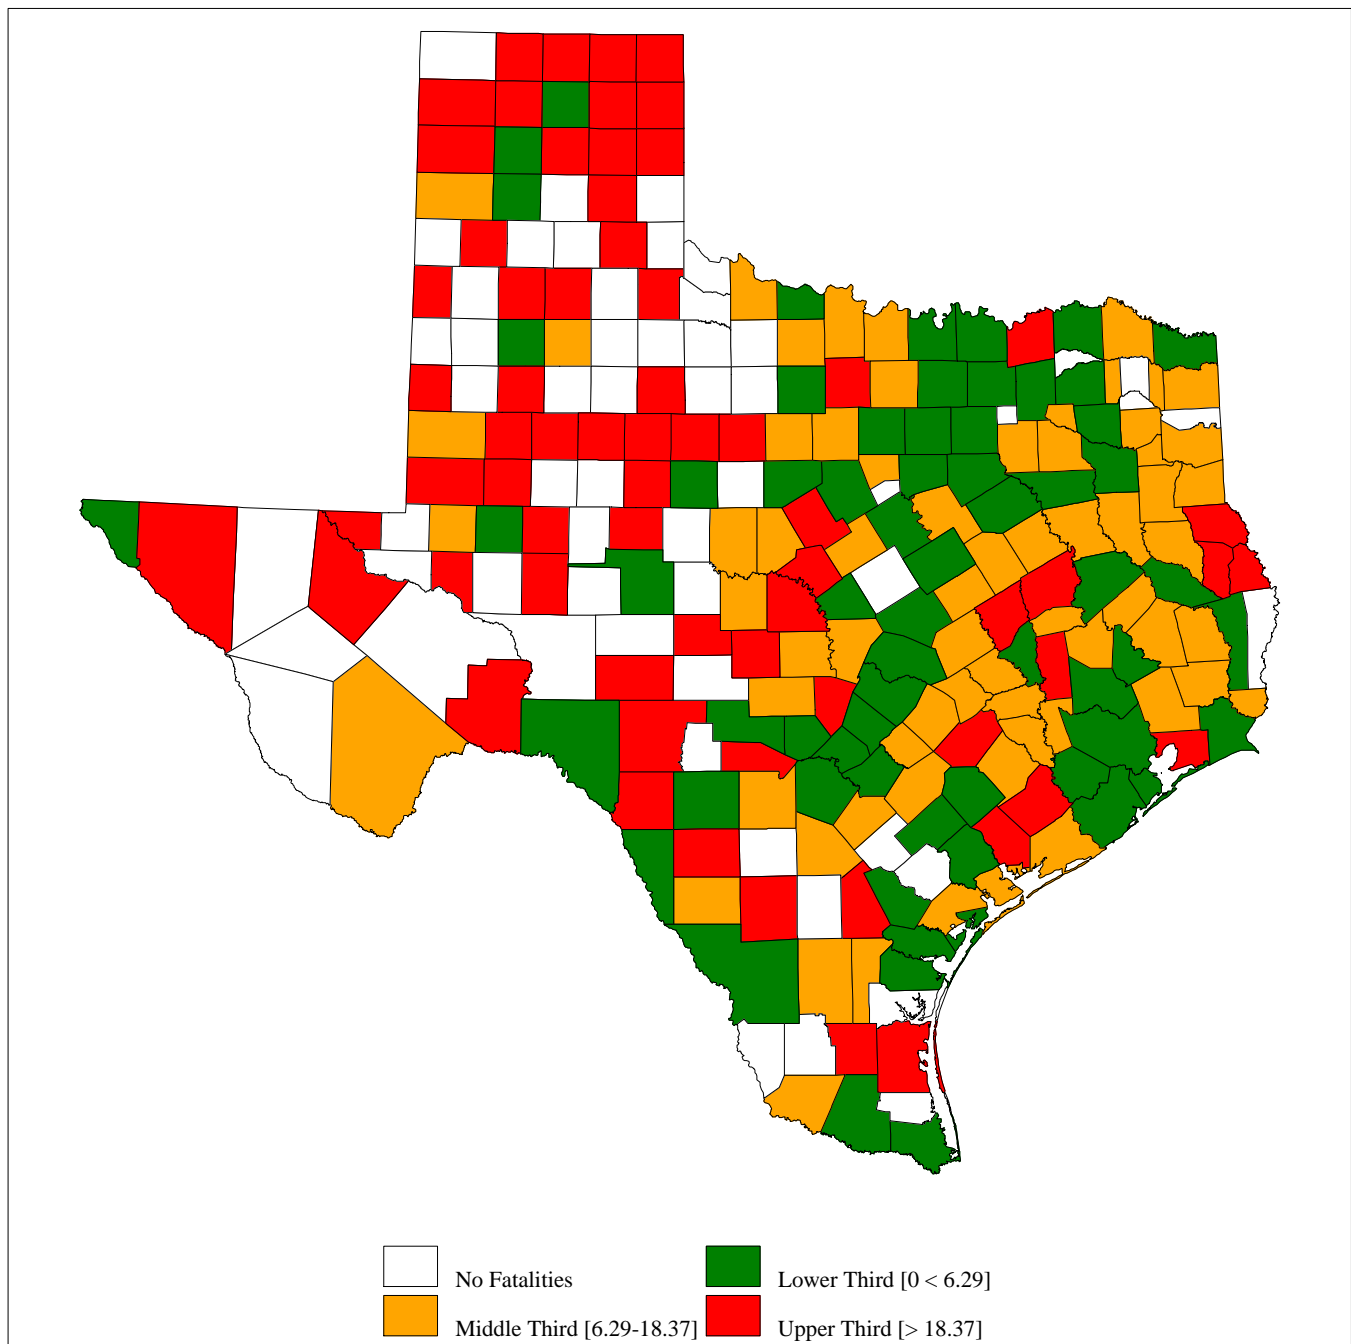 No Fatalities
Lower Third [0 < 6.29]
Middle Third [6.29-18.37]
Upper Third [> 18.37]